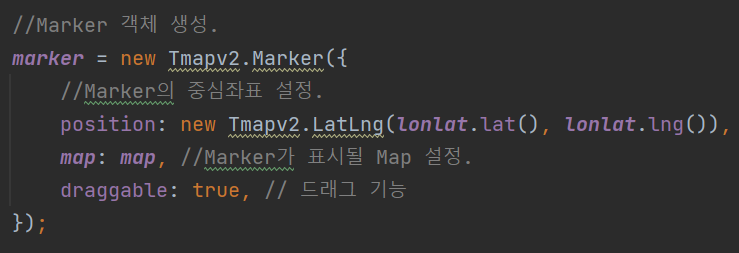 //Marker 객체 생성.
marker = new Tmapv2.Marker({
    //Marker의 중심좌표 설정.
    position: new Tmapv2.LatLng(lonlat.lat(), lonlat.lng()),
    map: map, //Marker가 표시될 Map 설정.
    draggable: true, // 드래그 기능
});